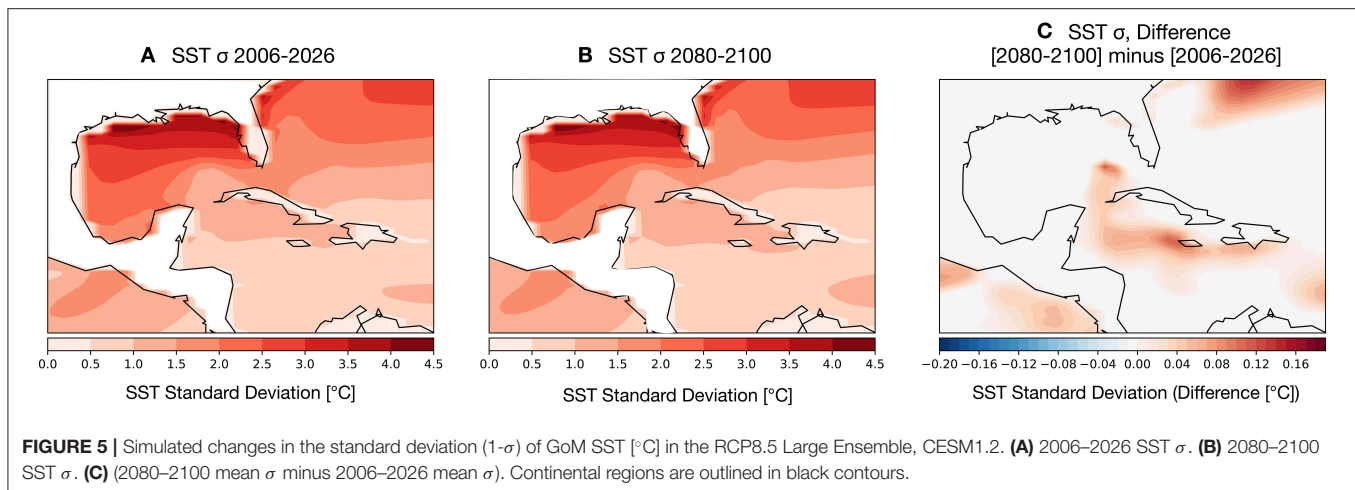 A SST σ 2006–2026
B SST σ 2080-2100
C SST σ, Difference
[2080-2100] minus [2006-2026]
0.0 0.5 1.0 1.5 2.0 2.5 3.0 3.5 4.0 4.5
SST Standard Deviation [°C]
0.0 0.5 1.0 1.5 2.0 2.5 3.0 3.5 4.0 4.5
SST Standard Deviation [°C]
−0.20 −0.16 −0.12 −0.08 −0.04 0.00 0.04 0.08 0.12 0.16
SST Standard Deviation (Difference [°C])
FIGURE 5 | Simulated changes in the standard deviation (1-σ) of GoM SST [°C] in the RCP8.5 Large Ensemble, CESM1.2. (A) 2006–2026 SST σ. (B) 2080–2100
SST σ. (C) (2080–2100 mean σ minus 2006–2026 mean σ). Continental regions are outlined in black contours.